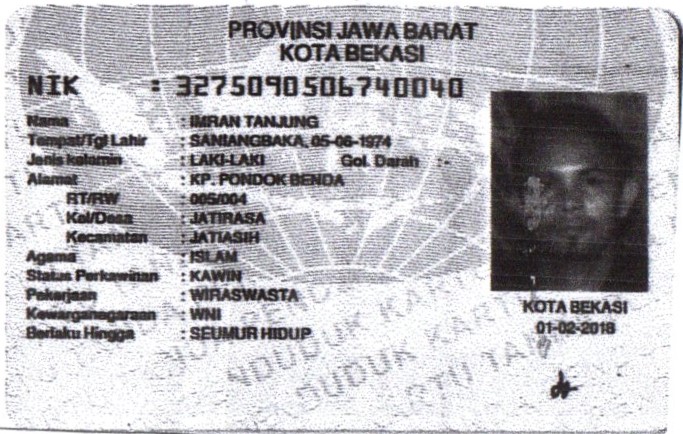 PROVINSI JAWA BARAT
KOTA BEKASI
NIK : 3275090506740040
Nama : IMRAN TANJUNG
Tempat/Tgl Lahir : SANIANGBAKA, 05-06-1974
Jenis kelamin : LAKI-LAKI Gol. Darah : -
Alamat : KP. PONDOK BENDA
RT/RW : 005/004
Kel/Desa : JATIRASA
Kecamatan : JATIASIH
Agama : ISLAM
Status Perkawinan : KAWIN
Pekerjaan : WIRASWASTA
Kewarganegaraan : WNI
Berlaku Hingga : SEUMUR HIDUP
KOTA BEKASI
01-02-2018